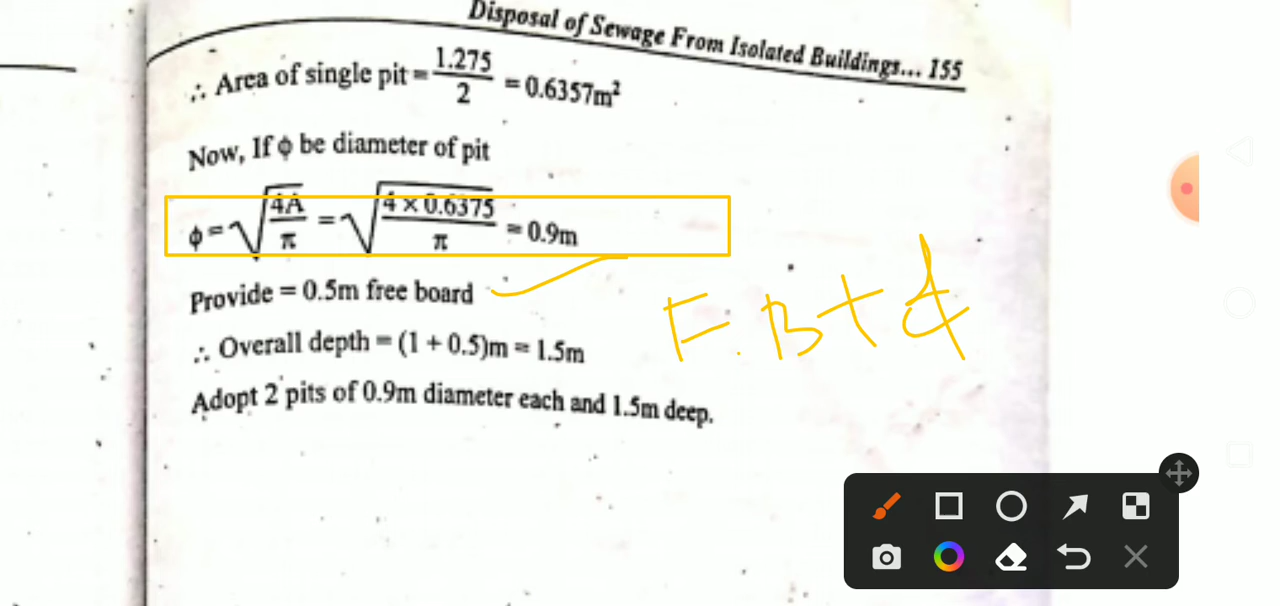 Disposal of Sewage From Isolated Buildings... 155
∴ Area of single pit = 1.275/2 = 0.6357m²
Now, If ϕ be diameter of pit
ϕ = √(4A/π) = √(4 × 0.6375/π) = 0.9m
Provide = 0.5m free board
F.B + d
∴ Overall depth = (1 + 0.5)m = 1.5m
Adopt 2 pits of 0.9m diameter each and 1.5m deep.